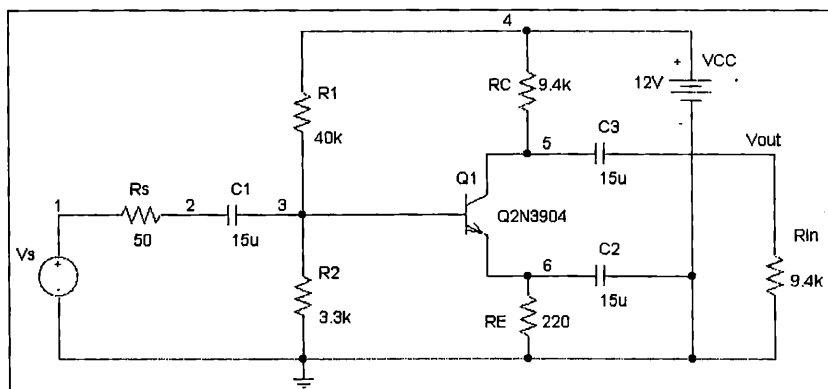 4
VCC
+
12V
RC
9.4k
R1
40k
C3
Vout
5
15u
Q1
Q2N3904
Rs
C1
1
2
3
50
15u
Vs
+
-
R2
3.3k
6
C2
15u
RE
220
Rin
9.4k